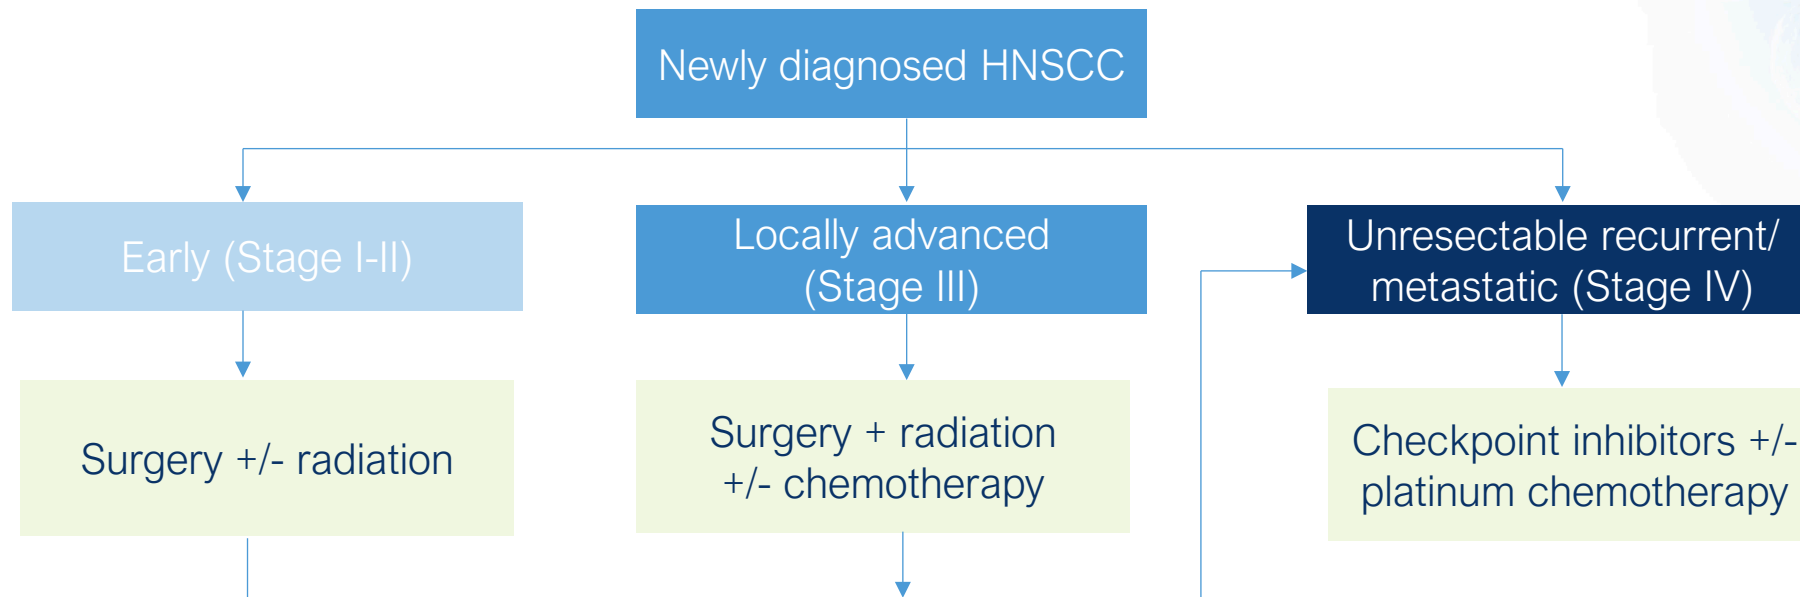 Newly diagnosed HNSCC
Early (Stage I-II)
Locally advanced
(Stage III)
Unresectable recurrent/
metastatic (Stage IV)
Surgery +/- radiation
Surgery + radiation
+/- chemotherapy
Checkpoint inhibitors +/-
platinum chemotherapy